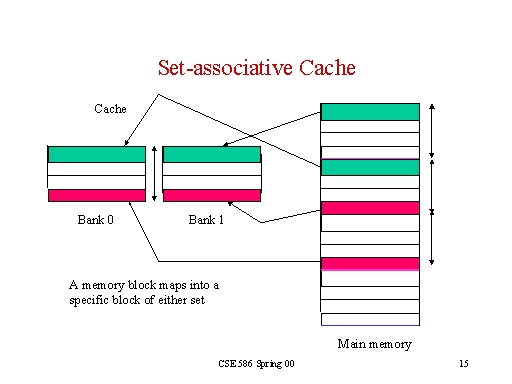 Set-associative Cache
Cache
Bank 0
Bank 1
A memory block maps into a
specific block of either set
Main memory
CSE 586 Spring 00
15